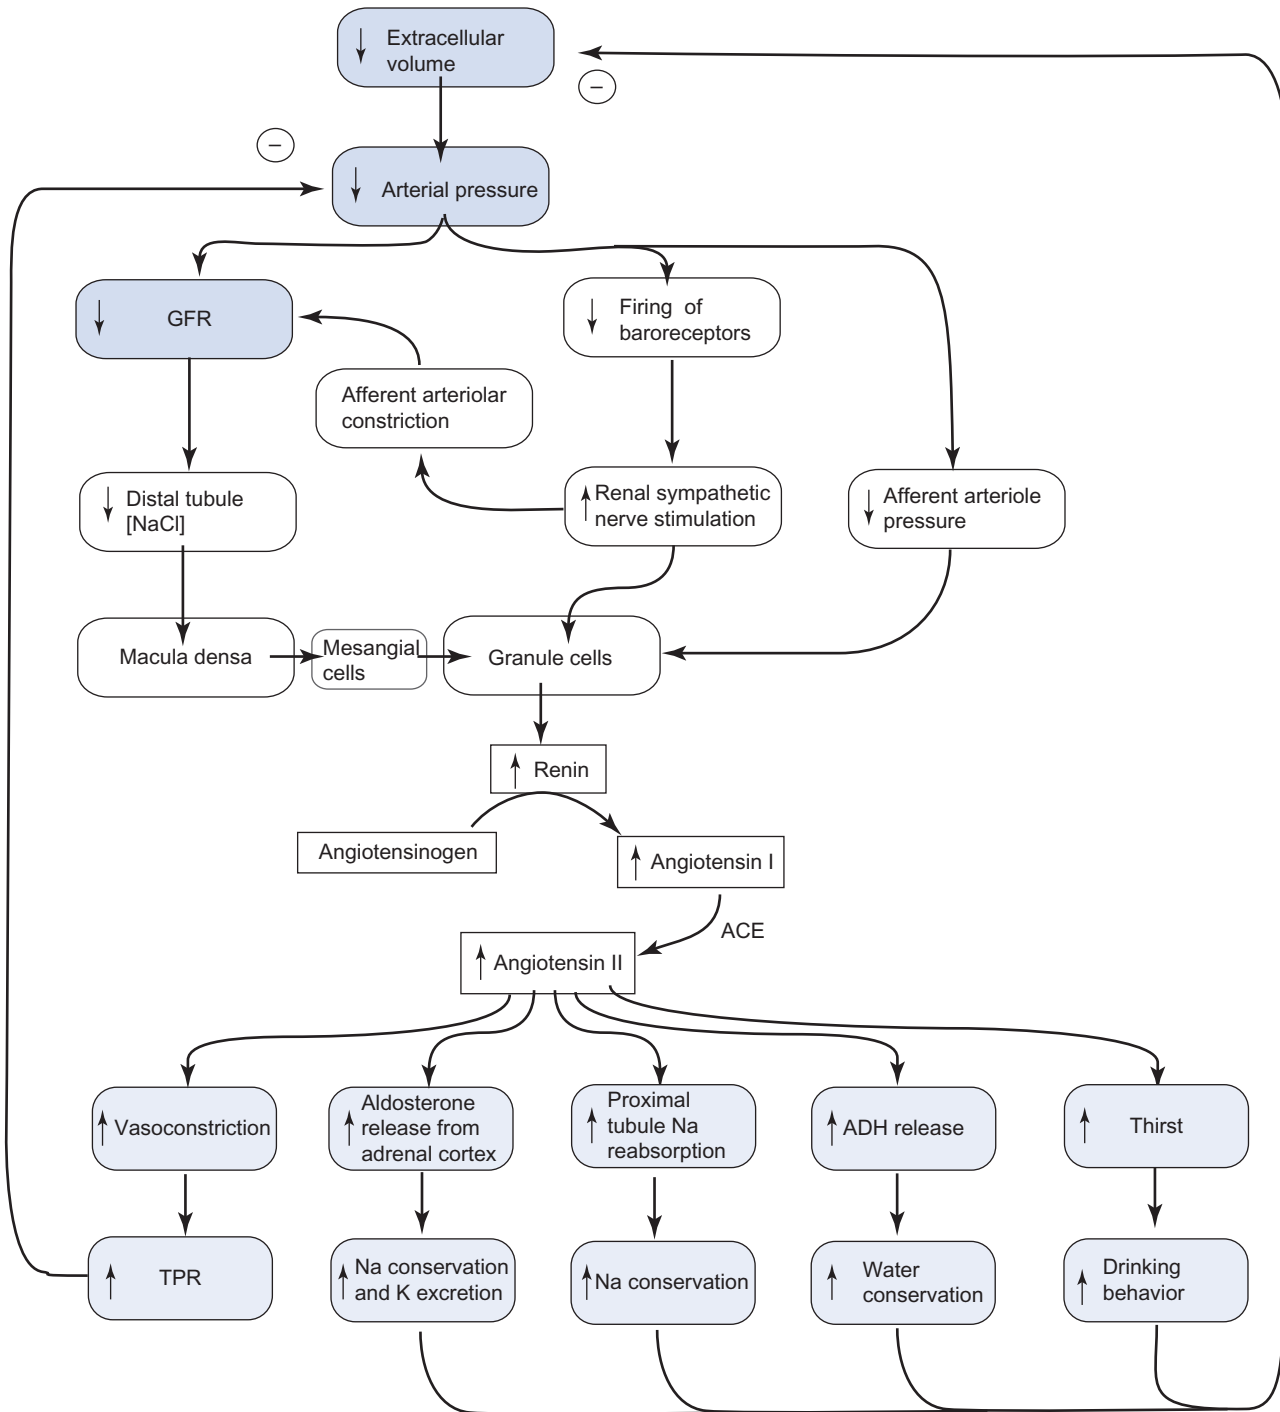 ↓ Extracellular
volume
−
−
↓ Arterial pressure
↓ GFR
↓ Firing of
baroreceptors
Afferent arteriolar
constriction
↓ Distal tubule
[NaCl]
↑ Renal sympathetic
nerve stimulation
↓ Afferent arteriole
pressure
Macula densa
Mesangial
cells
Granule cells
↑ Renin
Angiotensinogen
↑ Angiotensin I
ACE
↑ Angiotensin II
↑ Vasoconstriction
↑ Aldosterone
release from
adrenal cortex
↑ Proximal
tubule Na
reabsorption
↑ ADH release
↑ Thirst
↑ TPR
↑ Na conservation
and K excretion
↑ Na conservation
↑ Water
conservation
↑ Drinking
behavior